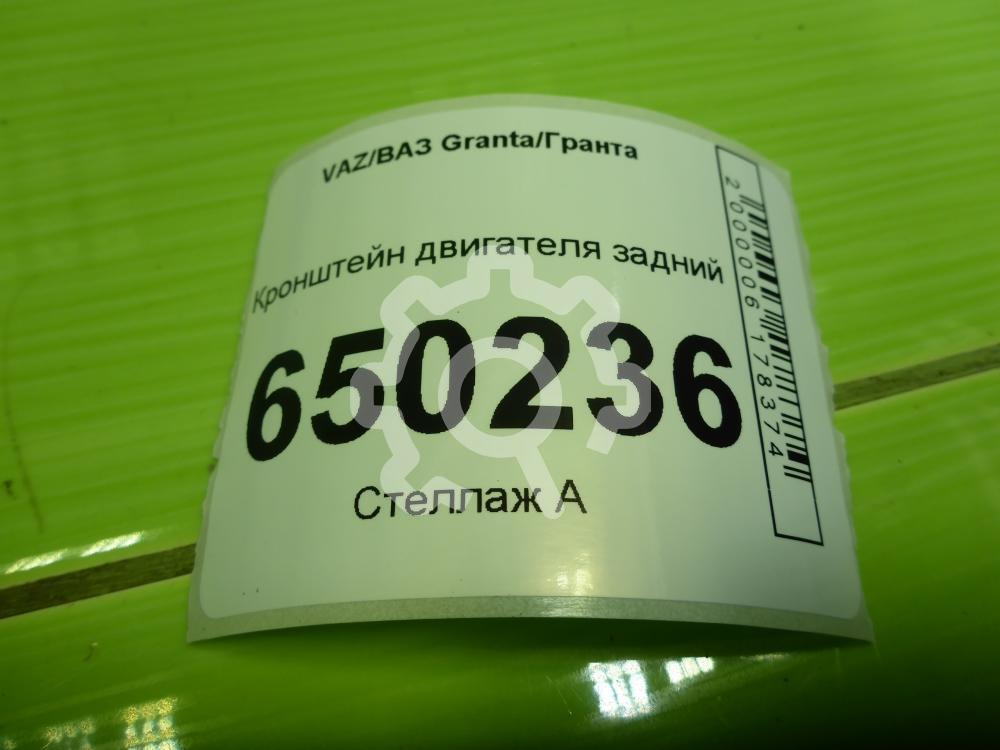 VAZ/ВАЗ Granta/Гранта
Кронштейн двигателя задний
650236
Стеллаж А
2000006178374